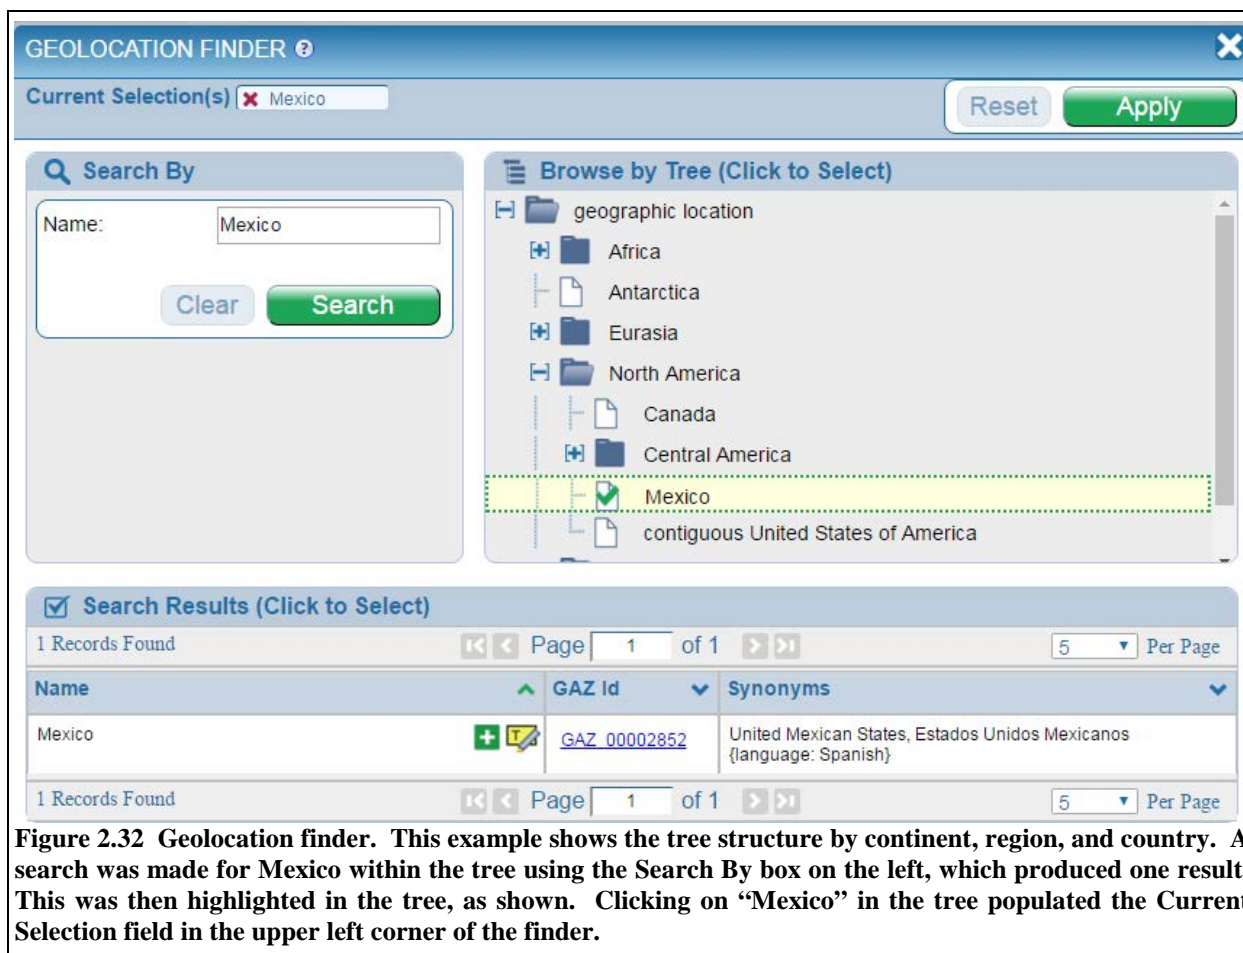 GEOLOCATION FINDER ?
Current Selection(s) Mexico
Reset Apply
Search By
Name: Mexico
Clear Search
Browse by Tree (Click to Select)
geographic location
Africa
Antarctica
Eurasia
North America
Canada
Central America
Mexico
contiguous United States of America
Search Results (Click to Select)
1 Records Found Page 1 of 1 5 Per Page
Name GAZ Id Synonyms
Mexico T GAZ_00002852 United Mexican States, Estados Unidos Mexicanos
{language: Spanish}
1 Records Found Page 1 of 1 5 Per Page
Figure 2.32 Geolocation finder. This example shows the tree structure by continent, region, and country. A
search was made for Mexico within the tree using the Search By box on the left, which produced one result
This was then highlighted in the tree, as shown. Clicking on “Mexico” in the tree populated the Current
Selection field in the upper left corner of the finder.